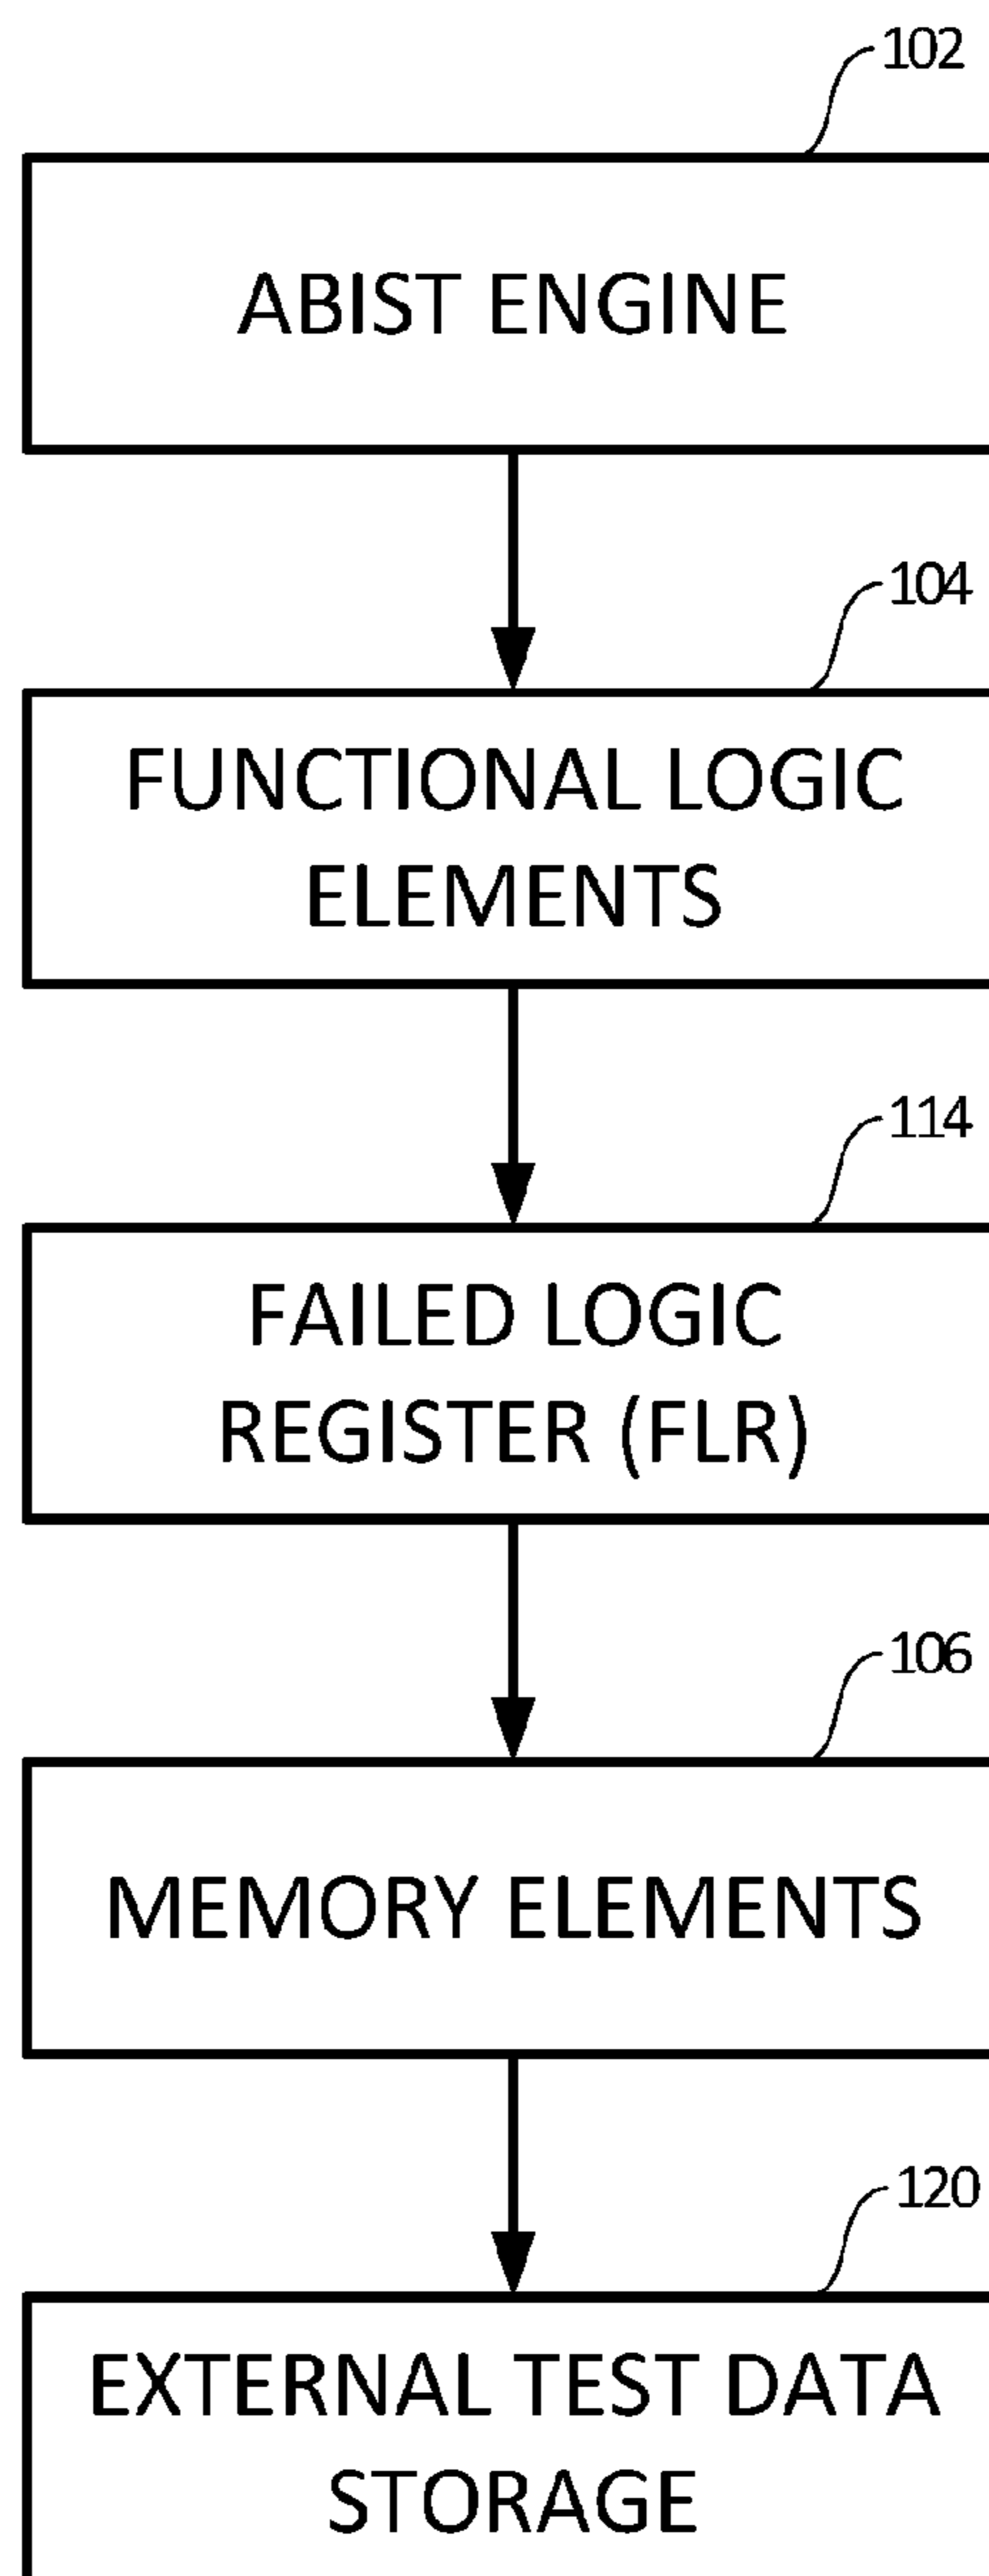 102
ABIST ENGINE
104
FUNCTIONAL LOGIC
ELEMENTS
114
FAILED LOGIC
REGISTER (FLR)
106
MEMORY ELEMENTS
120
EXTERNAL TEST DATA
STORAGE